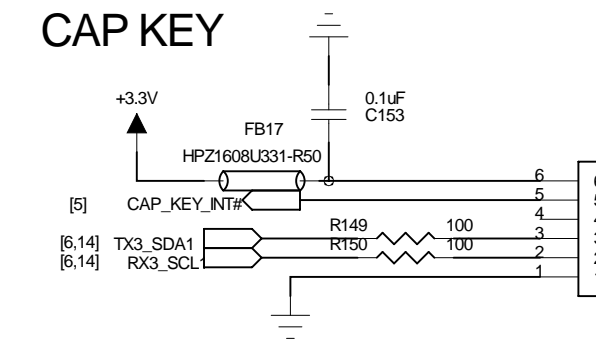 CAP KEY
0.1uF
C153
+3.3V
FB17
HPZ1608U331-R50
6
[5] CAP_KEY_INT#
5
4
[6,14] TX3_SDA1
R149 100
3
[6,14] RX3_SCL1
R150 100
2
1